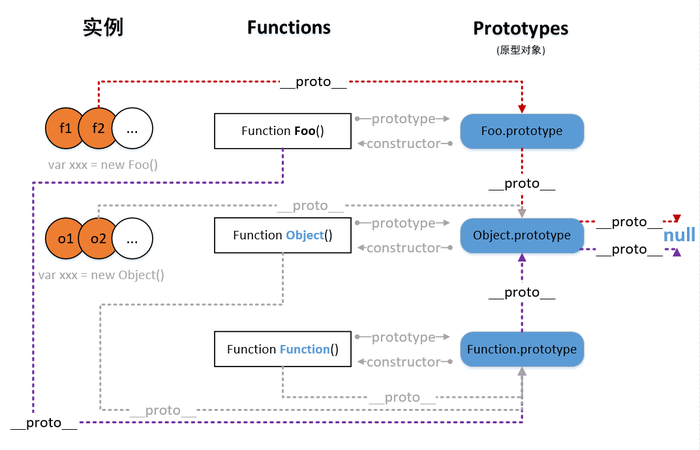 实例 Functions Prototypes
(原型对象)
__proto__
f1 f2 ...
Function Foo()
prototype
constructor
Foo.prototype
var xxx = new Foo()
__proto__
__proto__
o1 o2 ...
Function Object()
prototype
constructor
Object.prototype
__proto__
__proto__
null
var xxx = new Object()
__proto__
Function Function()
prototype
constructor
Function.prototype
__proto__
__proto__
__proto__